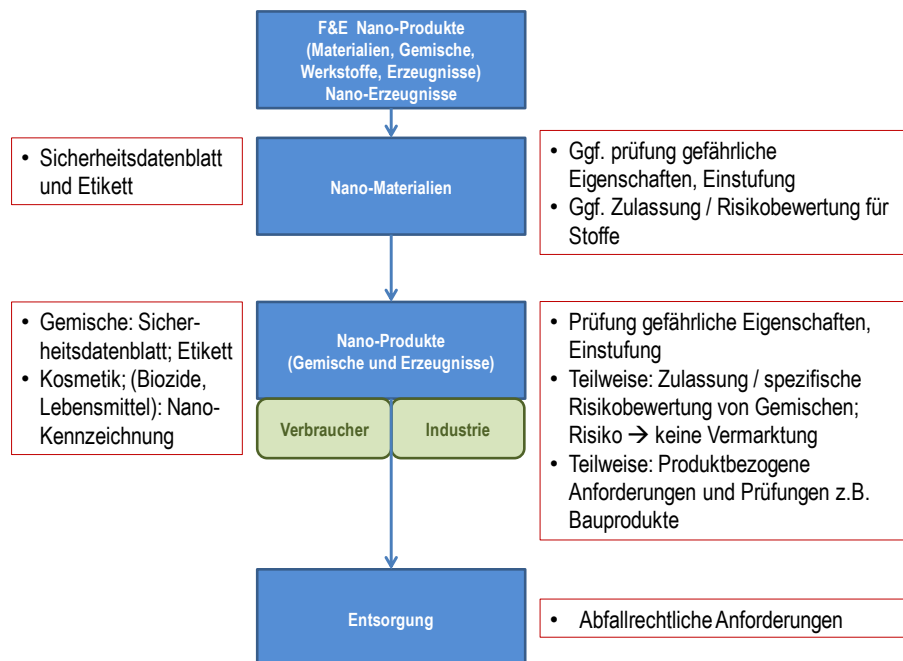 F&E Nano-Produkte
(Materialien, Gemische,
Werkstoffe, Erzeugnisse)
Nano-Erzeugnisse
• Sicherheitsdatenblatt
und Etikett
Nano-Materialien
• Ggf. prüfung gefährliche
Eigenschaften, Einstufung
• Ggf. Zulassung / Risikobewertung für
Stoffe
• Gemische: Sicher-
heitsdatenblatt; Etikett
• Kosmetik; (Biozide,
Lebensmittel): Nano-
Kennzeichnung
Nano-Produkte
(Gemische und Erzeugnisse)
Verbraucher
Industrie
• Prüfung gefährliche Eigenschaften,
Einstufung
• Teilweise: Zulassung / spezifische
Risikobewertung von Gemischen;
Risiko → keine Vermarktung
• Teilweise: Produktbezogene
Anforderungen und Prüfungen z.B.
Bauprodukte
Entsorgung
• Abfallrechtliche Anforderungen